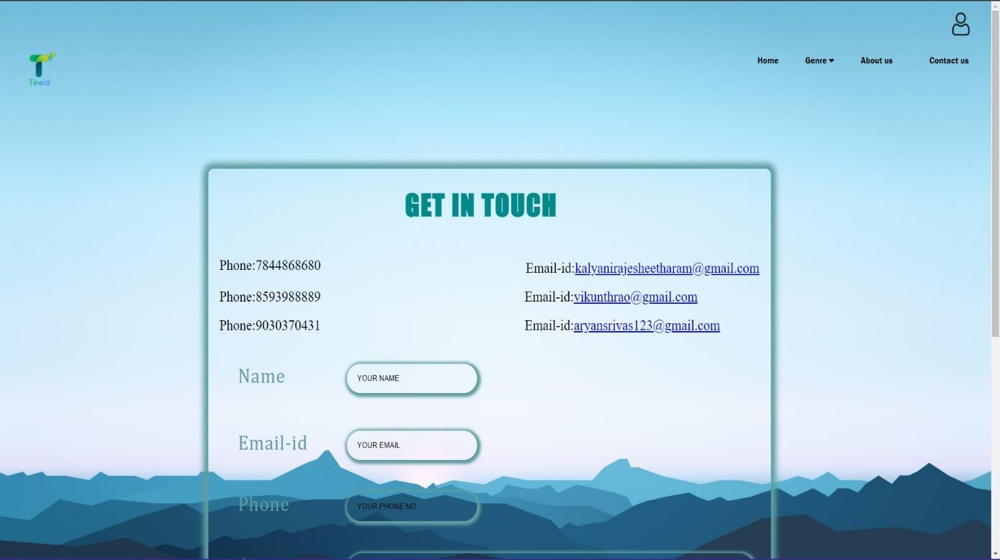 Tineid
Home Genre About us Contact us
GET IN TOUCH
Phone:7844868680 Email-id:kalyanirajesheetharam@gmail.com
Phone:8593988889 Email-id:vikunthrao@gmail.com
Phone:9030370431 Email-id:aryansrivas123@gmail.com
Name YOUR NAME
Email-id YOUR EMAIL
Phone YOUR PHONE NO.